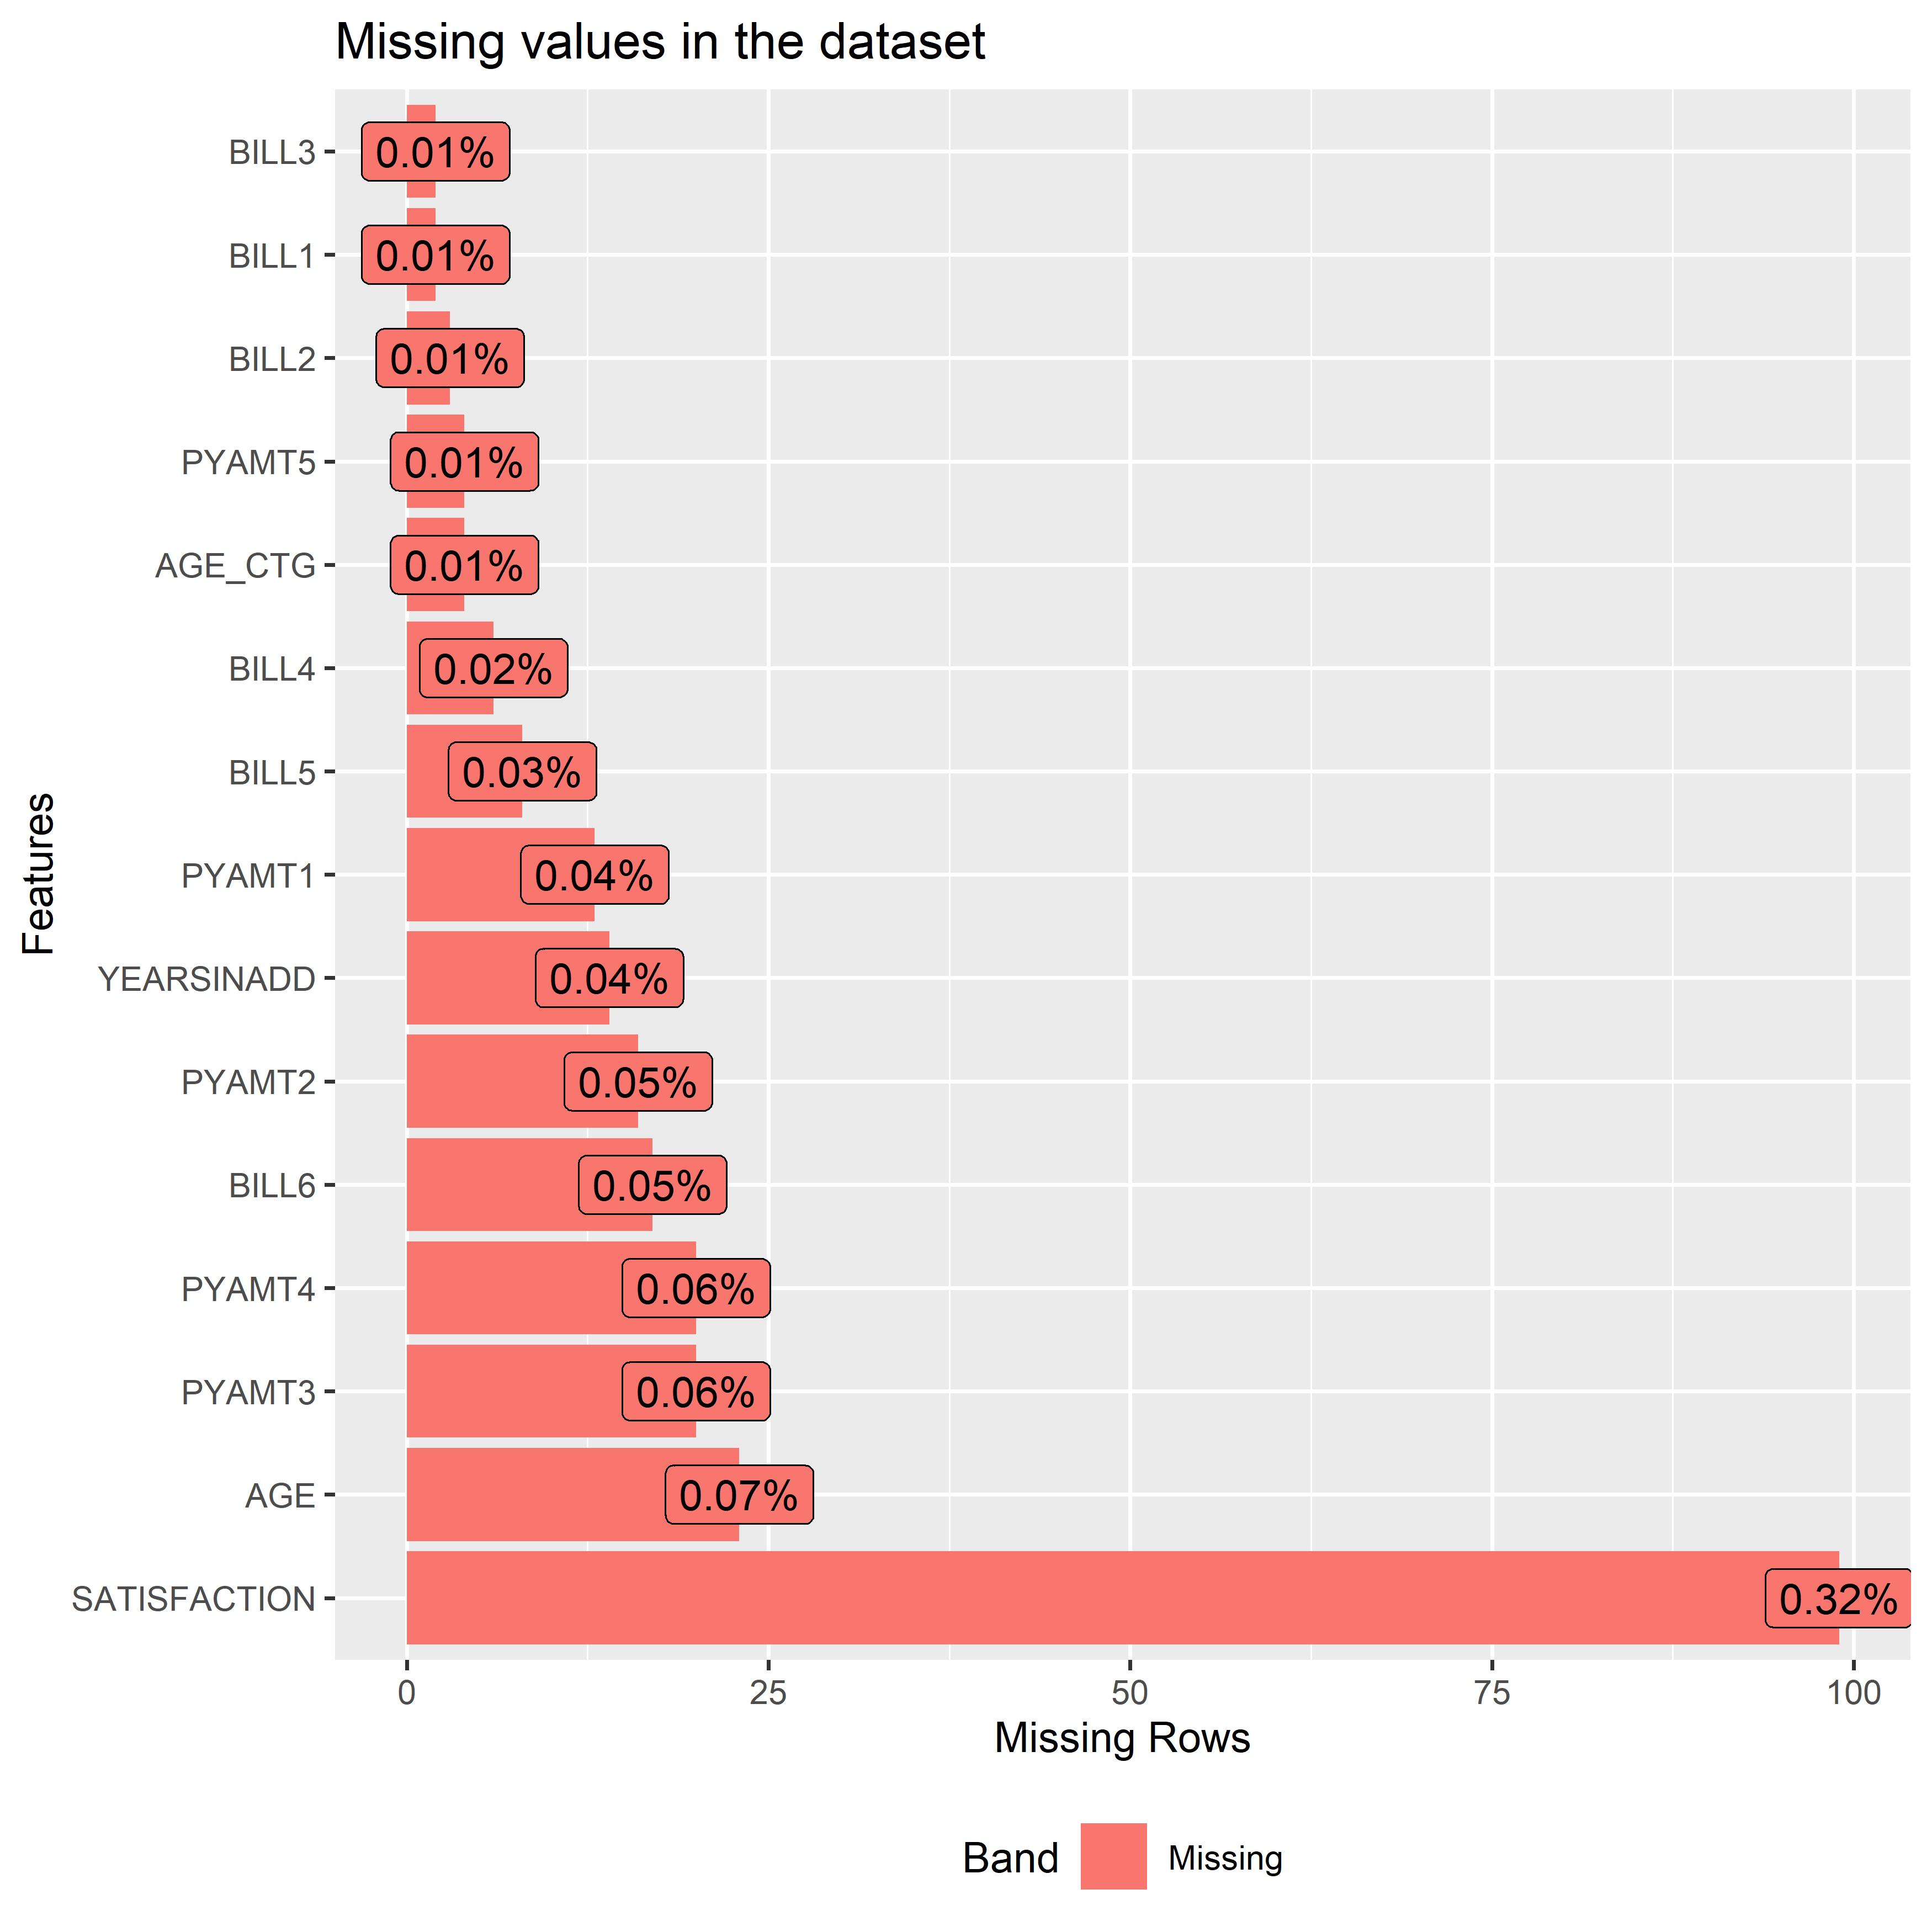 Missing values in the dataset
BILL3 0.01%
BILL1 0.01%
BILL2 0.01%
PYAMT5 0.01%
AGE_CTG 0.01%
BILL4 0.02%
BILL5 0.03%
PYAMT1 0.04%
YEARSINADD 0.04%
PYAMT2 0.05%
BILL6 0.05%
PYAMT4 0.06%
PYAMT3 0.06%
AGE 0.07%
SATISFACTION 0.32%
Features
0 25 50 75 100
Missing Rows
Band Missing